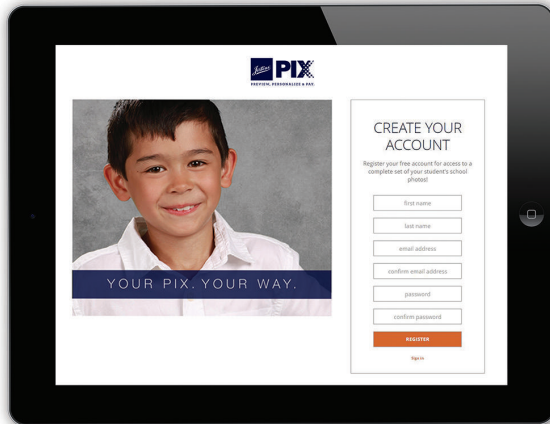 Jostens PIX
PREVIEW, PERSONALIZE & PAY.
YOUR PIX. YOUR WAY.
CREATE YOUR
ACCOUNT
Register your free account for access to a
complete set of your student's school
photos!
first name
last name
email address
confirm email address
password
confirm password
REGISTER
Sign In